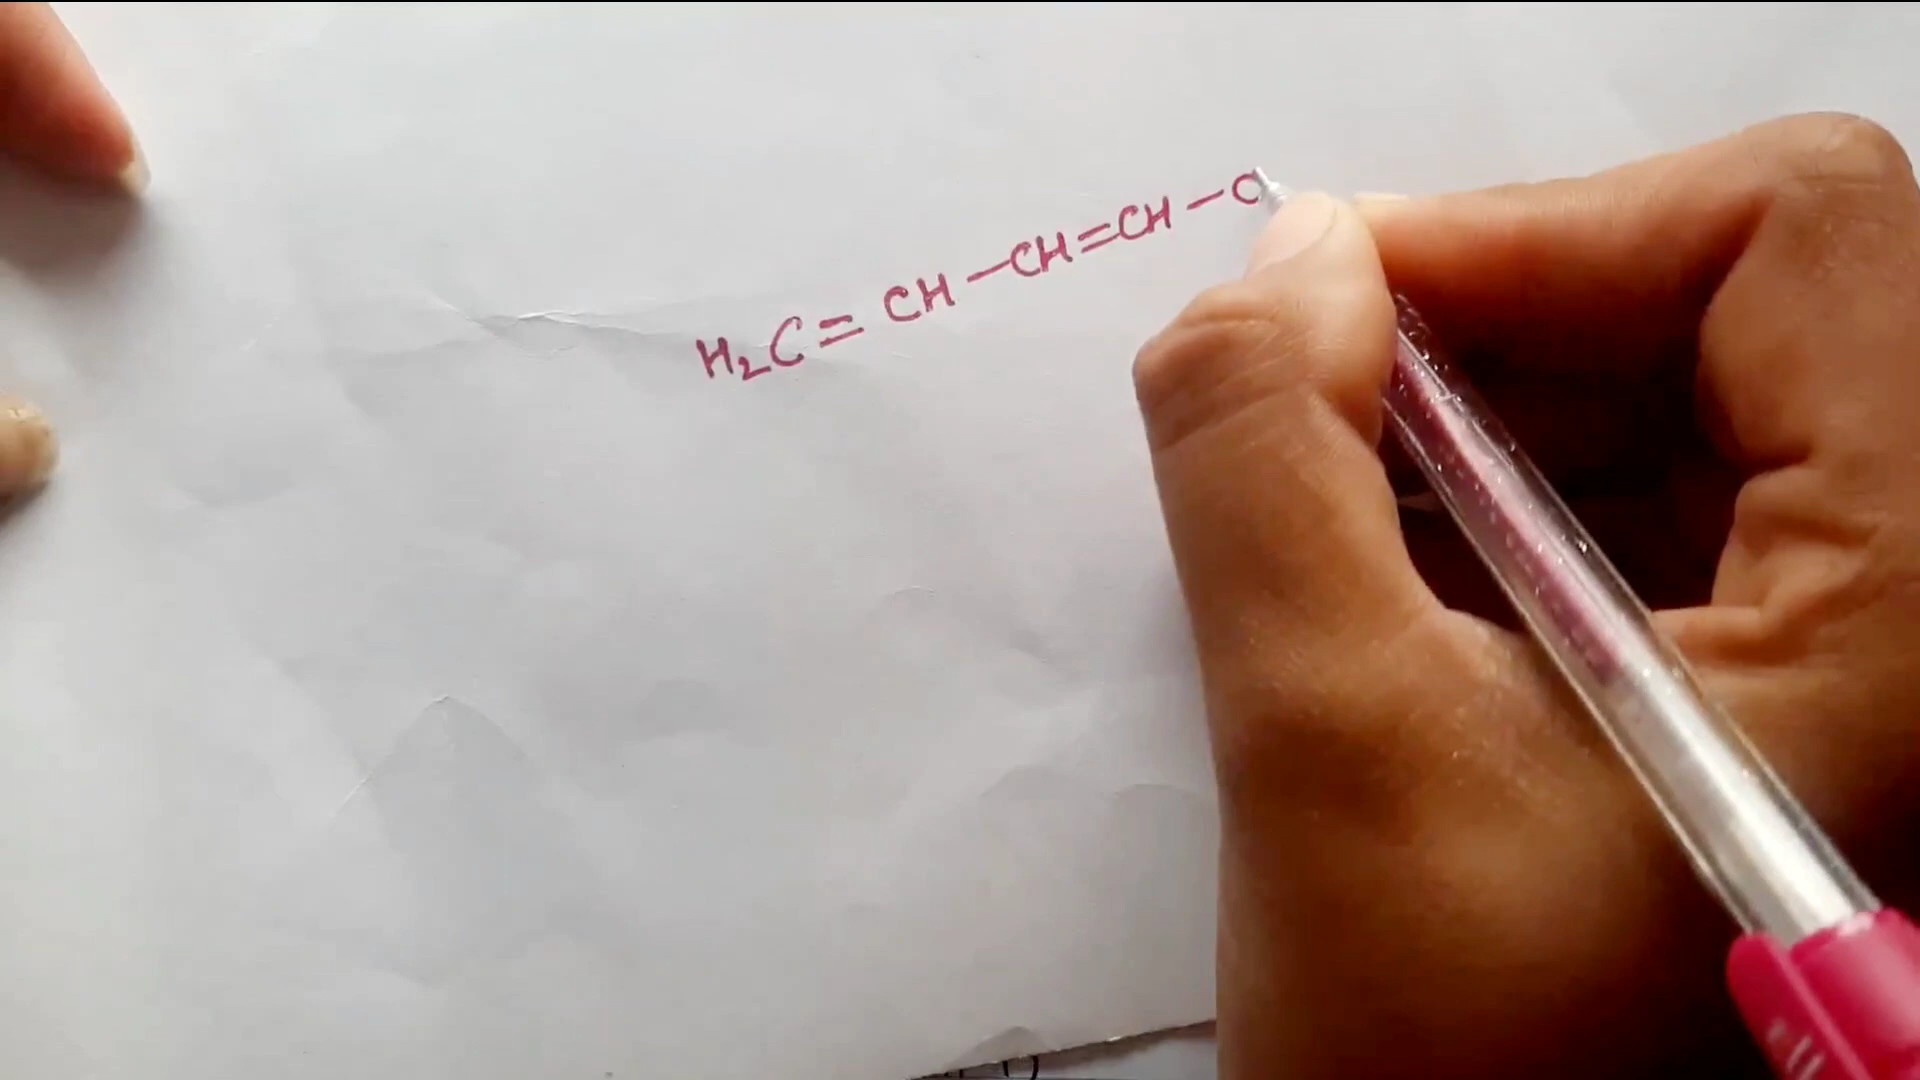 H₂C = CH – CH = CH – C